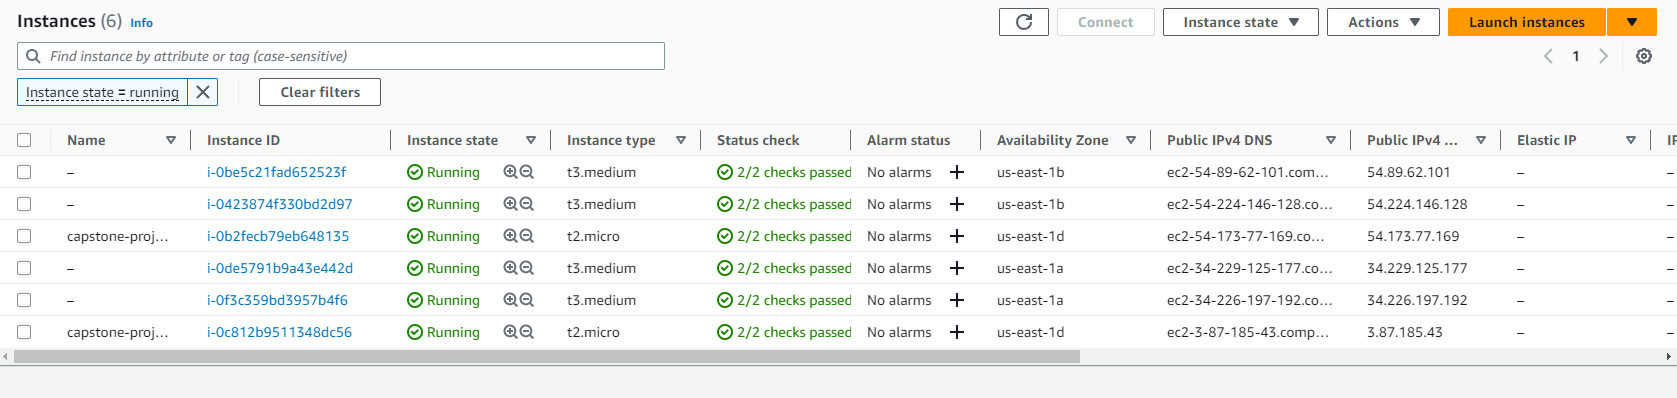 Instances (6) Info
Connect Instance state Actions Launch instances
Find instance by attribute or tag (case-sensitive)
1
Instance state = running
Clear filters
Name Instance ID Instance state Instance type Status check Alarm status Availability Zone Public IPv4 DNS Public IPv4 ... Elastic IP IP
– i-0be5c21fad652523f Running t3.medium 2/2 checks passed No alarms us-east-1b ec2-54-89-62-101.com... 54.89.62.101 – –
– i-0423874f330bd2d97 Running t3.medium 2/2 checks passed No alarms us-east-1b ec2-54-224-146-128.co... 54.224.146.128 – –
capstone-proj... i-0b2fecb79eb648135 Running t2.micro 2/2 checks passed No alarms us-east-1d ec2-54-173-77-169.co... 54.173.77.169 – –
– i-0de5791b9a43e442d Running t3.medium 2/2 checks passed No alarms us-east-1a ec2-34-229-125-177.co... 34.229.125.177 – –
– i-0f3c359bd3957b4f6 Running t3.medium 2/2 checks passed No alarms us-east-1a ec2-34-226-197-192.co... 34.226.197.192 – –
capstone-proj... i-0c812b9511348dc56 Running t2.micro 2/2 checks passed No alarms us-east-1d ec2-3-87-185-43.comp... 3.87.185.43 – –